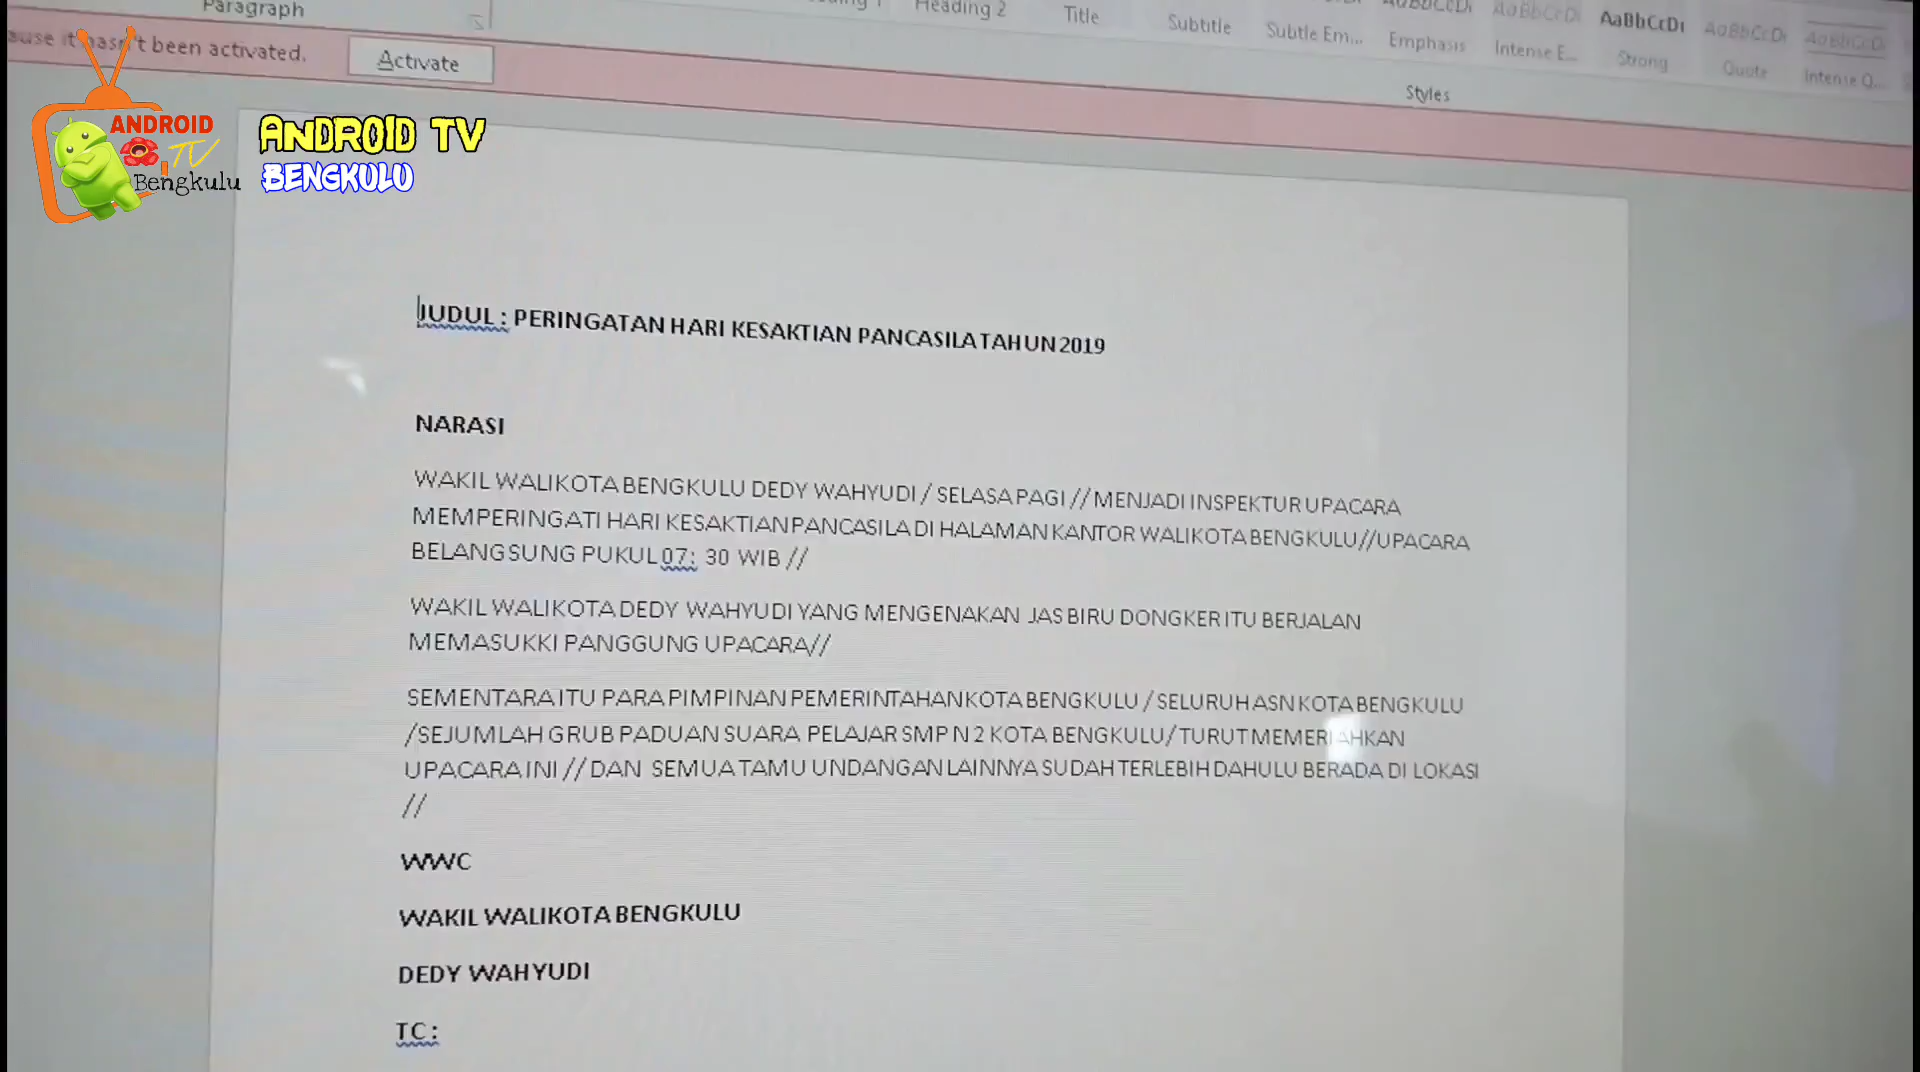 Paragraph
Heading 2
Title
Subtitle
Subtle Em...
Emphasis
Intense E...
AaBbCcDi
Strong
AaBbCcDi
Quote
AaBbCcDi
Intense Q...
Styles
been activated.
Activate
ANDROID
TV
Bengkulu
ANDROID TV
BENGKULU
JUDUL : PERINGATAN HARI KESAKTIAN PANCASILA TAHUN 2019
NARASI
WAKIL WALIKOTA BENGKULU DEDY WAHYUDI / SELASA PAGI // MENJADI INSPEKTUR UPACARA
MEMPERINGATI HARI KESAKTIAN PANCASILA DI HALAMAN KANTOR WALIKOTA BENGKULU//UPACARA
BELANGSUNG PUKUL 07: 30 WIB //
WAKIL WALIKOTA DEDY WAHYUDI YANG MENGENAKAN JAS BIRU DONGKER ITU BERJALAN
MEMASUKKI PANGGUNG UPACARA//
SEMENTARA ITU PARA PIMPINAN PEMERINTAHAN KOTA BENGKULU / SELURUH ASN KOTA BENGKULU
/SEJUMLAH GRUB PADUAN SUARA PELAJAR SMP N 2 KOTA BENGKULU/ TURUT MEMERIAHKAN
UPACARA INI // DAN SEMUA TAMU UNDANGAN LAINNYA SUDAH TERLEBIH DAHULU BERADA DI LOKASI
//
WWC
WAKIL WALIKOTA BENGKULU
DEDY WAHYUDI
TC :